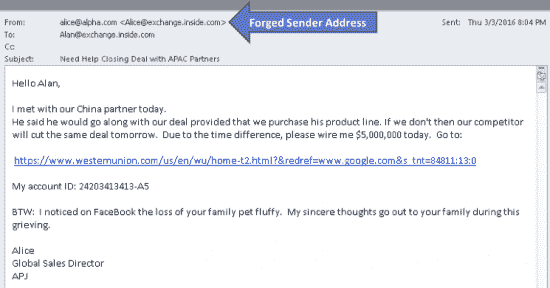 From: alice@alpha.com <Alice@exchange.inside.com> Forged Sender Address Sent: Thu 3/3/2016 8:04 PM
To: Alan@exchange.inside.com
Cc:
Subject: Need Help Closing Deal with APAC Partners
Hello Alan,
I met with our China partner today.
He said he would go along with our deal provided that we purchase his product line. If we don't then our competitor
will cut the same deal tomorrow. Due to the time difference, please wire me $5,000,000 today. Go to:
https://www.westernunion.com/us/en/wu/home-t2.html?&redref=www.google.com&s_tnt=84811:13:0
My account ID: 24203413413-A5
BTW: I noticed on FaceBook the loss of your family pet fluffy. My sincere thoughts go out to your family during this
grieving.
Alice
Global Sales Director
APJ